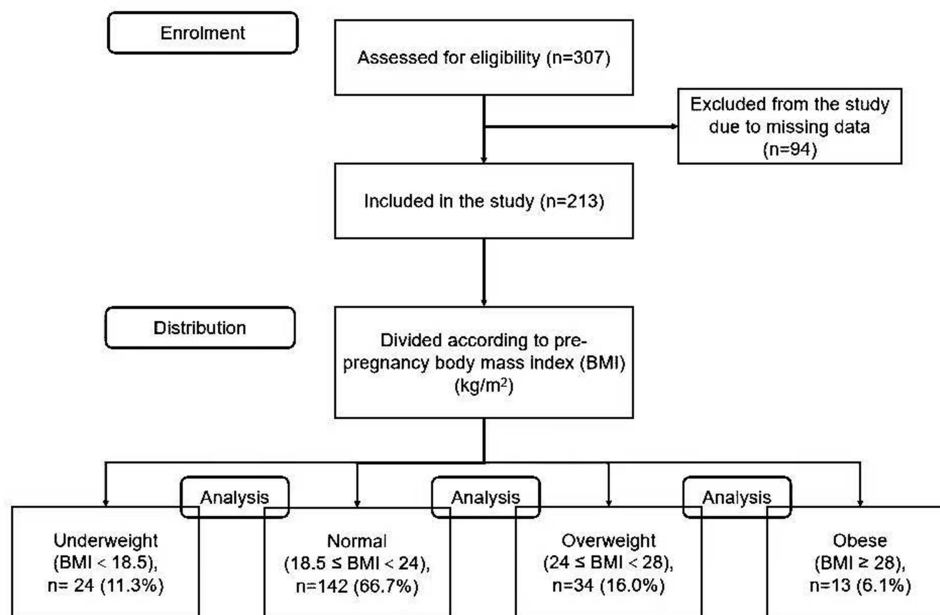 Enrolment
Assessed for eligibility (n=307)
Excluded from the study
due to missing data
(n=94)
Included in the study (n=213)
Distribution
Divided according to pre-
pregnancy body mass index (BMI)
(kg/m²)
Analysis
Analysis
Analysis
Underweight
(BMI < 18.5),
n= 24 (11.3%)
Normal
(18.5 ≤ BMI < 24),
n=142 (66.7%)
Overweight
(24 ≤ BMI < 28),
n=34 (16.0%)
Obese
(BMI ≥ 28),
n=13 (6.1%)